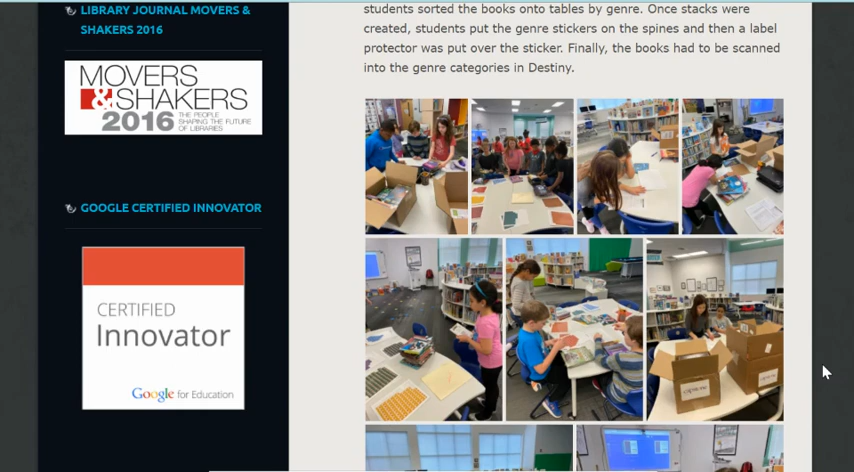 LIBRARY JOURNAL MOVERS &
SHAKERS 2016
MOVERS
&SHAKERS
2016 THE PEOPLE
SHAPING THE FUTURE
OF LIBRARIES
GOOGLE CERTIFIED INNOVATOR
CERTIFIED
Innovator
Google for Education
students sorted the books onto tables by genre. Once stacks were
created, students put the genre stickers on the spines and then a label
protector was put over the sticker. Finally, the books had to be scanned
into the genre categories in Destiny.